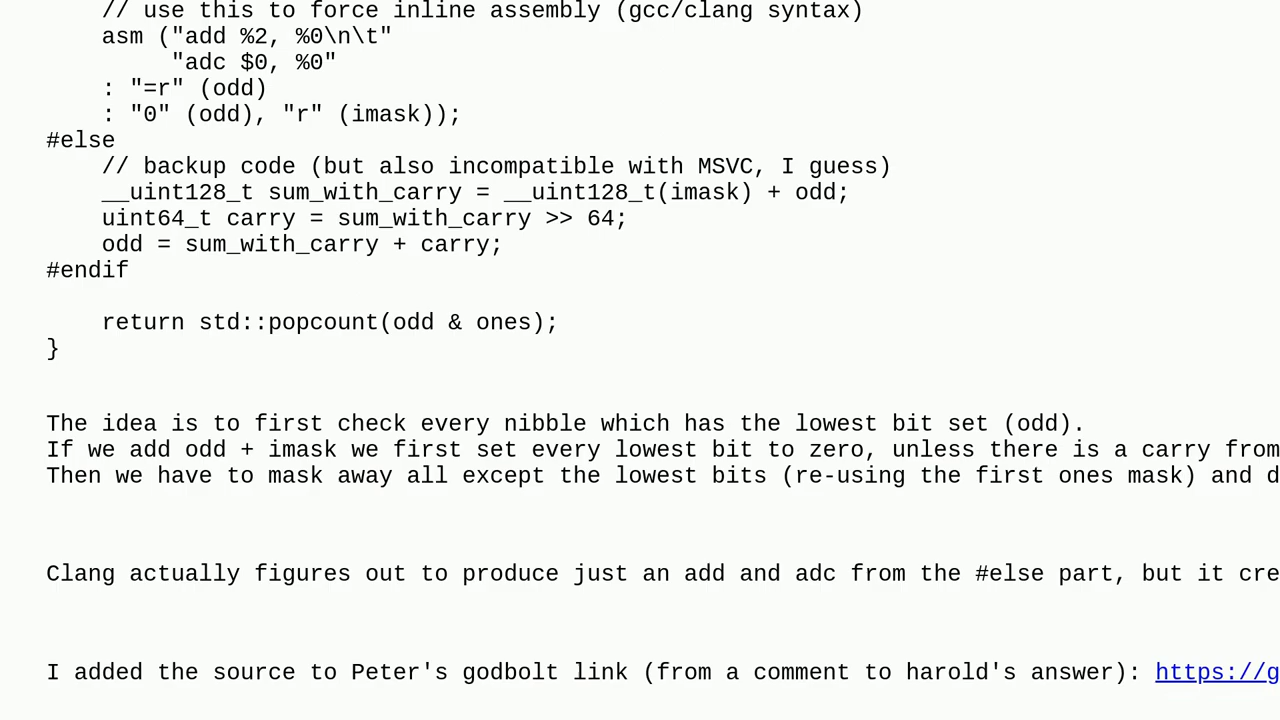 // use this to force inline assembly (gcc/clang syntax)
asm ("add %2, %0\n\t"
"adc $0, %0"
: "=r" (odd)
: "0" (odd), "r" (imask));
#else
// backup code (but also incompatible with MSVC, I guess)
__uint128_t sum_with_carry = __uint128_t(imask) + odd;
uint64_t carry = sum_with_carry >> 64;
odd = sum_with_carry + carry;
#endif
return std::popcount(odd & ones);
}
The idea is to first check every nibble which has the lowest bit set (odd).
If we add odd + imask we first set every lowest bit to zero, unless there is a carry from
Then we have to mask away all except the lowest bits (re-using the first ones mask) and d
Clang actually figures out to produce just an add and adc from the #else part, but it cre
I added the source to Peter's godbolt link (from a comment to harold's answer): https://g